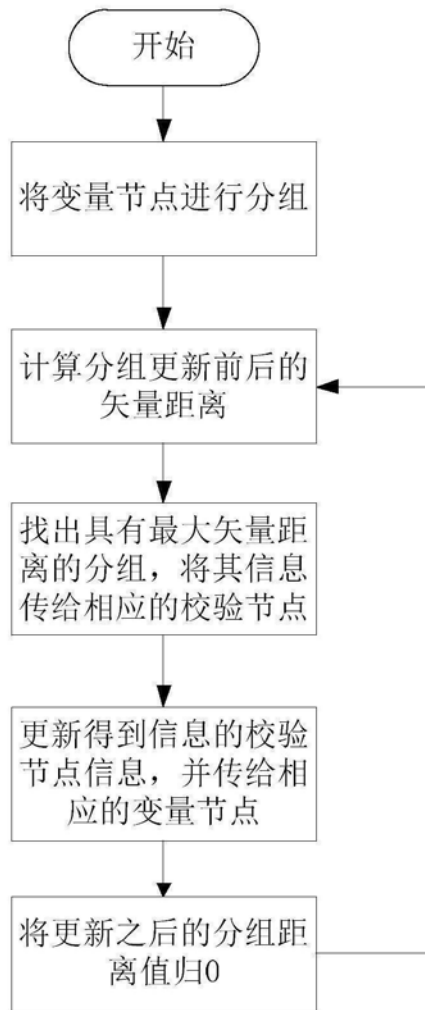 开始
将变量节点进行分组
计算分组更新前后的
矢量距离
找出具有最大矢量距
离的分组，将其信息
传给相应的校验节点
更新得到信息的校验
节点信息，并传给相
应的变量节点
将更新之后的分组距
离值归0